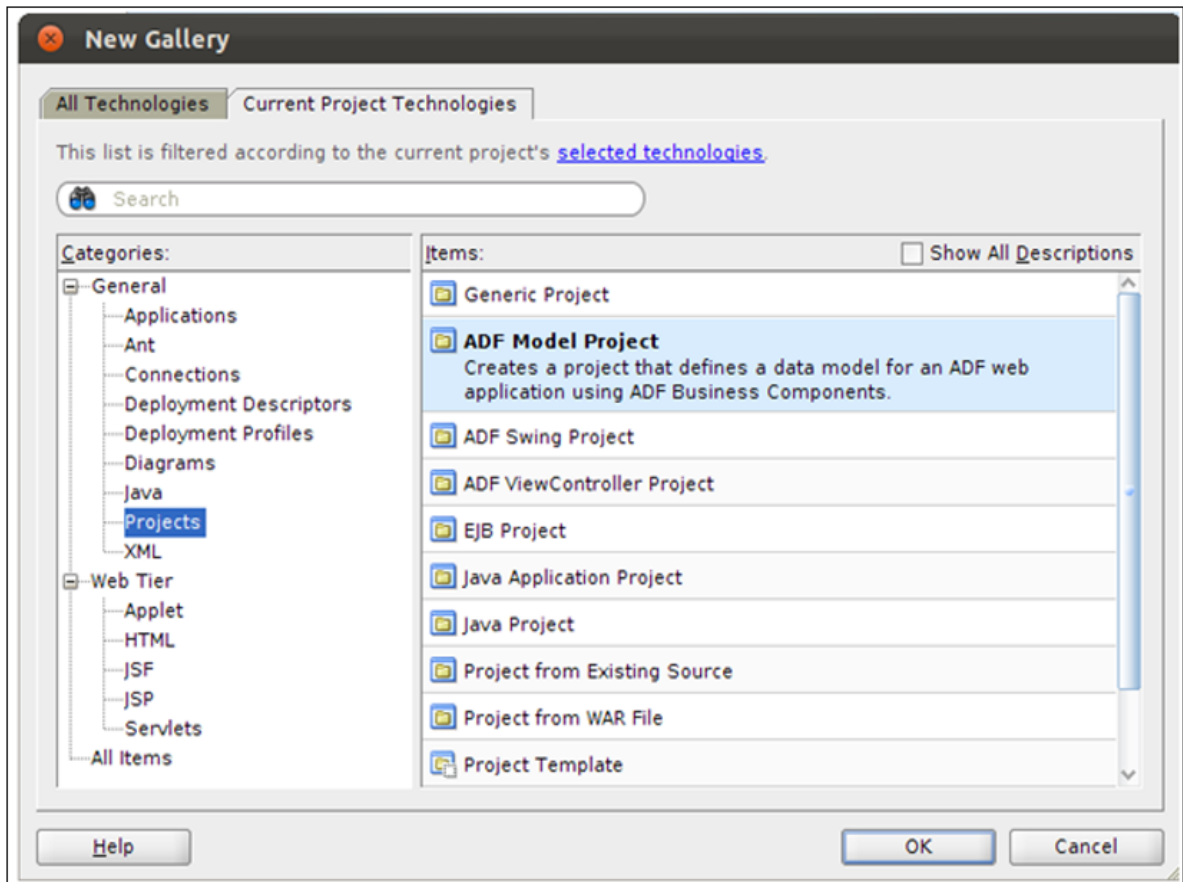 New Gallery
All Technologies
Current Project Technologies
This list is filtered according to the current project's selected technologies.
Search
Categories:
General
Applications
Ant
Connections
Deployment Descriptors
Deployment Profiles
Diagrams
Java
Projects
XML
Web Tier
Applet
HTML
JSF
JSP
Servlets
All Items
Items:
Show All Descriptions
Generic Project
ADF Model Project
Creates a project that defines a data model for an ADF web
application using ADF Business Components.
ADF Swing Project
ADF ViewController Project
EJB Project
Java Application Project
Java Project
Project from Existing Source
Project from WAR File
Project Template
Help
OK
Cancel